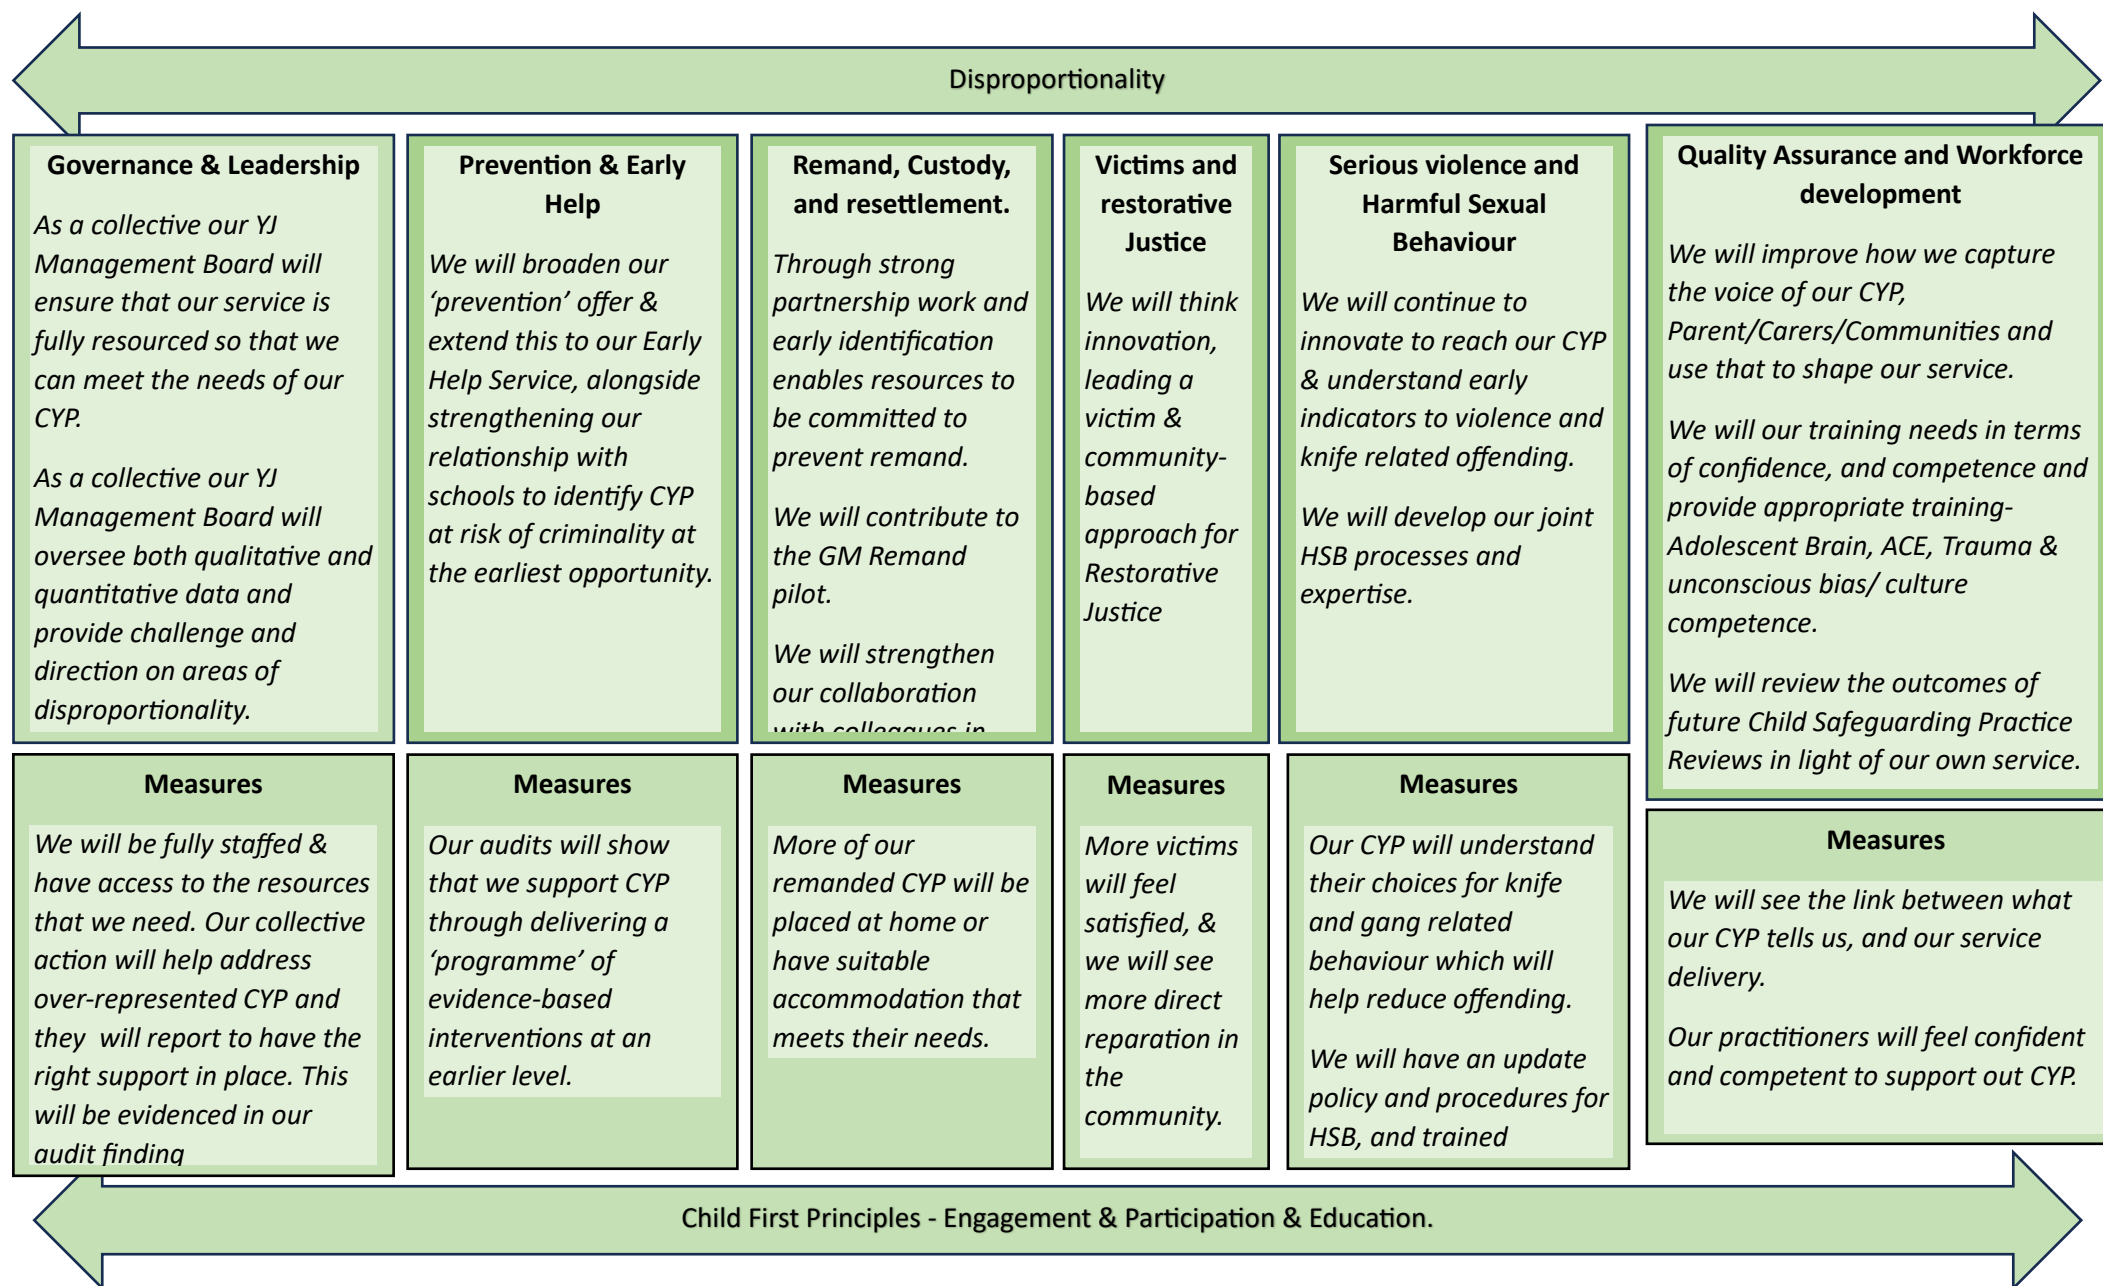 Disproportionality
Governance & Leadership
As a collective our YJ
Management Board will
ensure that our service is
fully resourced so that we
can meet the needs of our
CYP.
As a collective our YJ
Management Board will
oversee both qualitative and
quantitative data and
provide challenge and
direction on areas of
disproportionality.
Prevention & Early
Help
We will broaden our
‘prevention’ offer &
extend this to our Early
Help Service, alongside
strengthening our
relationship with
schools to identify CYP
at risk of criminality at
the earliest opportunity.
Remand, Custody,
and resettlement.
Through strong
partnership work and
early identification
enables resources to
be committed to
prevent remand.
We will contribute to
the GM Remand
pilot.
We will strengthen
our collaboration
with colleagues in
Victims and
restorative
Justice
We will think
innovation,
leading a
victim &
community-
based
approach for
Restorative
Justice
Serious violence and
Harmful Sexual
Behaviour
We will continue to
innovate to reach our CYP
& understand early
indicators to violence and
knife related offending.
We will develop our joint
HSB processes and
expertise.
Quality Assurance and Workforce
development
We will improve how we capture
the voice of our CYP,
Parent/Carers/Communities and
use that to shape our service.
We will our training needs in terms
of confidence, and competence and
provide appropriate training-
Adolescent Brain, ACE, Trauma &
unconscious bias/ culture
competence.
We will review the outcomes of
future Child Safeguarding Practice
Reviews in light of our own service.
Measures
We will be fully staffed &
have access to the resources
that we need. Our collective
action will help address
over-represented CYP and
they  will report to have the
right support in place. This
will be evidenced in our
audit finding
Measures
Our audits will show
that we support CYP
through delivering a
‘programme’ of
evidence-based
interventions at an
earlier level.
Measures
More of our
remanded CYP will be
placed at home or
have suitable
accommodation that
meets their needs.
Measures
More victims
will feel
satisfied, &
we will see
more direct
reparation in
the
community.
Measures
Our CYP will understand
their choices for knife
and gang related
behaviour which will
help reduce offending.
We will have an update
policy and procedures for
HSB, and trained
Measures
We will see the link between what
our CYP tells us, and our service
delivery.
Our practitioners will feel confident
and competent to support out CYP.
Child First Principles - Engagement & Participation & Education.